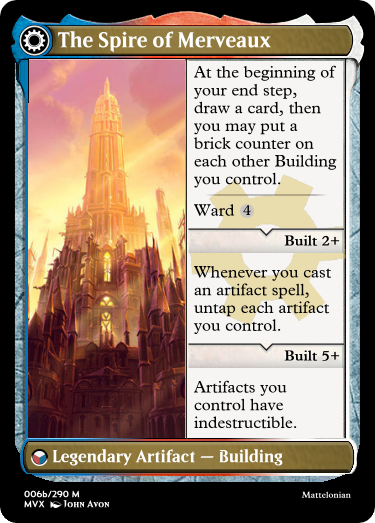 The Spire of Merveaux
At the beginning of
your end step,
draw a card, then
you may put a
brick counter on
each other Building
you control.
Ward 4
Built 2+
Whenever you cast
an artifact spell,
untap each artifact
you control.
Built 5+
Artifacts you
control have
indestructible.
Legendary Artifact — Building
006b/290 M
MVX John Avon
Mattelonian